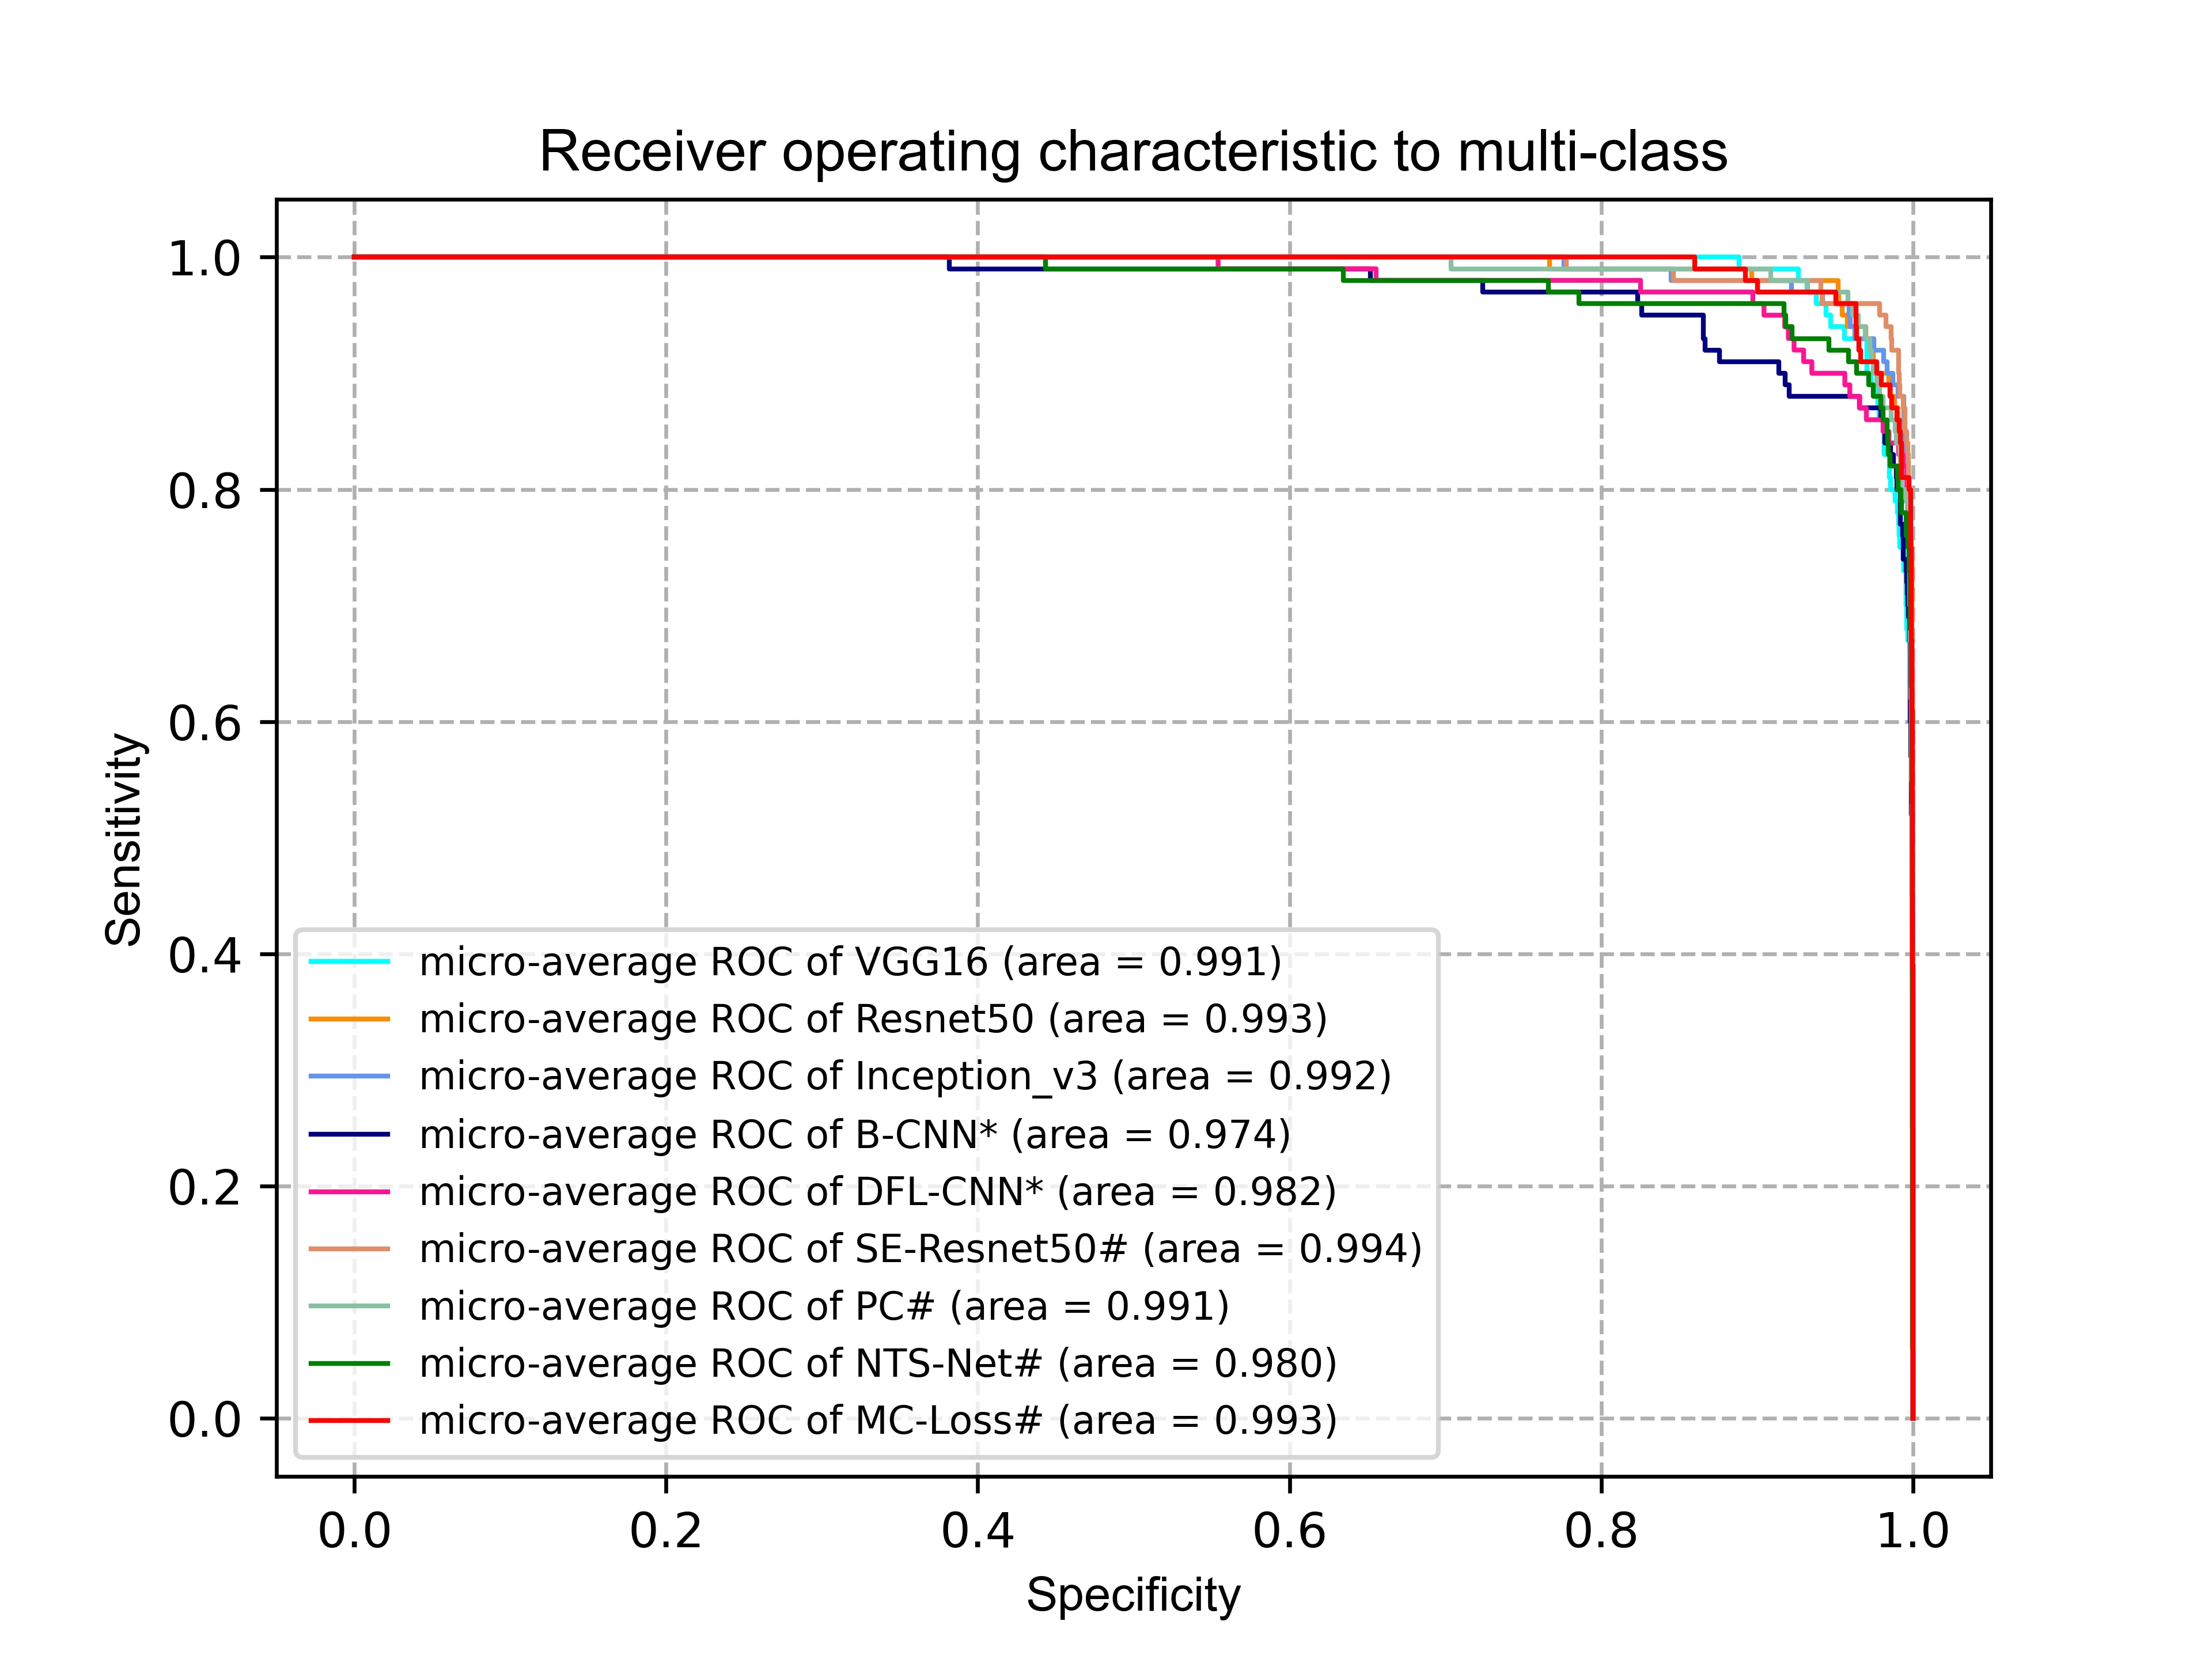 Receiver operating characteristic to multi-class
1.0
0.8
0.6
0.4
0.2
0.0
Sensitivity
micro-average ROC of VGG16 (area = 0.991)
micro-average ROC of Resnet50 (area = 0.993)
micro-average ROC of Inception_v3 (area = 0.992)
micro-average ROC of B-CNN* (area = 0.974)
micro-average ROC of DFL-CNN* (area = 0.982)
micro-average ROC of SE-Resnet50# (area = 0.994)
micro-average ROC of PC# (area = 0.991)
micro-average ROC of NTS-Net# (area = 0.980)
micro-average ROC of MC-Loss# (area = 0.993)
0.0 0.2 0.4 0.6 0.8 1.0
Specificity